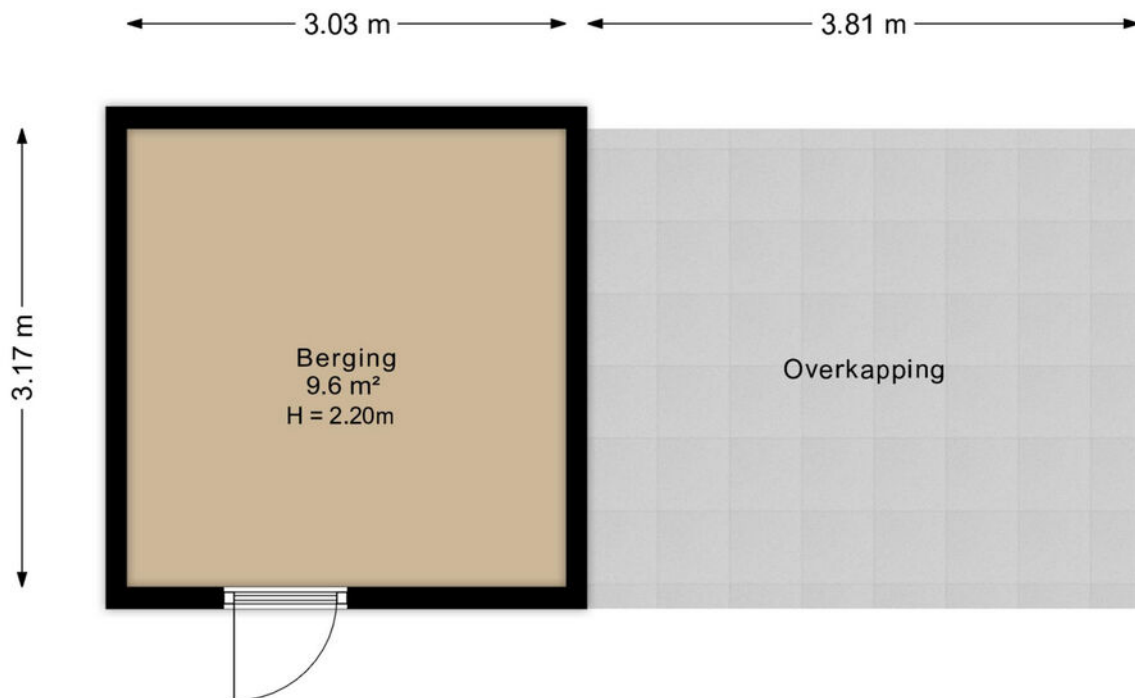 3.03 m
3.81 m
3.17 m
Berging
9.6 m²
H = 2.20m
Overkapping